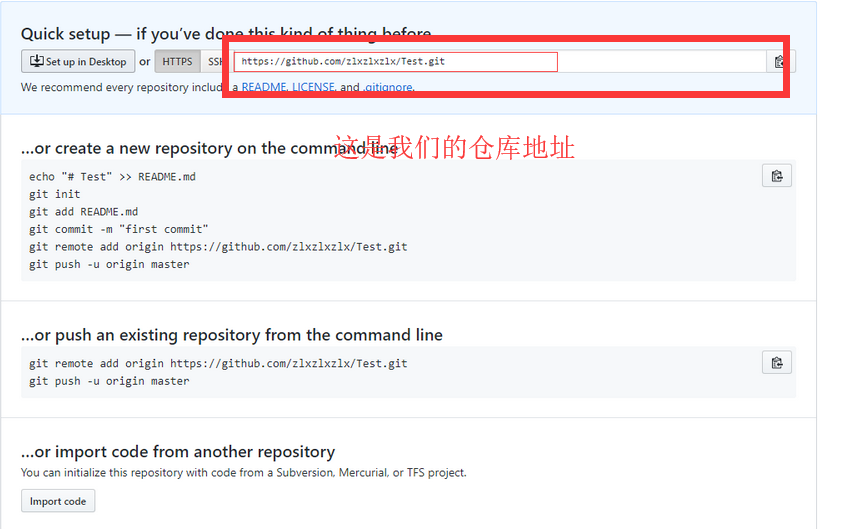 Quick setup — if you've done this kind of thing before
Set up in Desktop or HTTPS SSH https://github.com/zlxzlxzlx/Test.git
We recommend every repository include a README, LICENSE, and .gitignore.
...or create a new repository on the command line
这是我们的仓库地址
echo "# Test" >> README.md
git init
git add README.md
git commit -m "first commit"
git remote add origin https://github.com/zlxzlxzlx/Test.git
git push -u origin master
...or push an existing repository from the command line
git remote add origin https://github.com/zlxzlxzlx/Test.git
git push -u origin master
...or import code from another repository
You can initialize this repository with code from a Subversion, Mercurial, or TFS project.
Import code